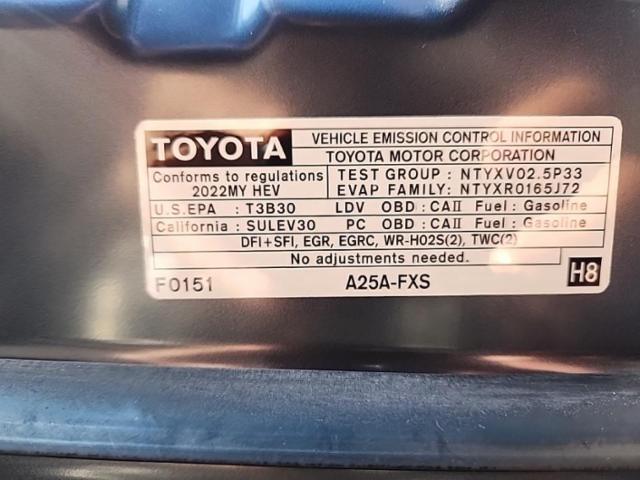 TOYOTA
VEHICLE EMISSION CONTROL INFORMATION
TOYOTA MOTOR CORPORATION
Conforms to regulations
2022MY HEV
TEST GROUP: NTYXV02.5P33
EVAP FAMILY: NTYXR0165J72
U.S.EPA : T3B30 LDV OBD : CAII Fuel : Gasoline
California : SULEV30 PC OBD : CAII Fuel : Gasoline
DFI+SFI, EGR, EGRC, WR-HO2S(2), TWC(2)
No adjustments needed.
F0151 A25A-FXS H8